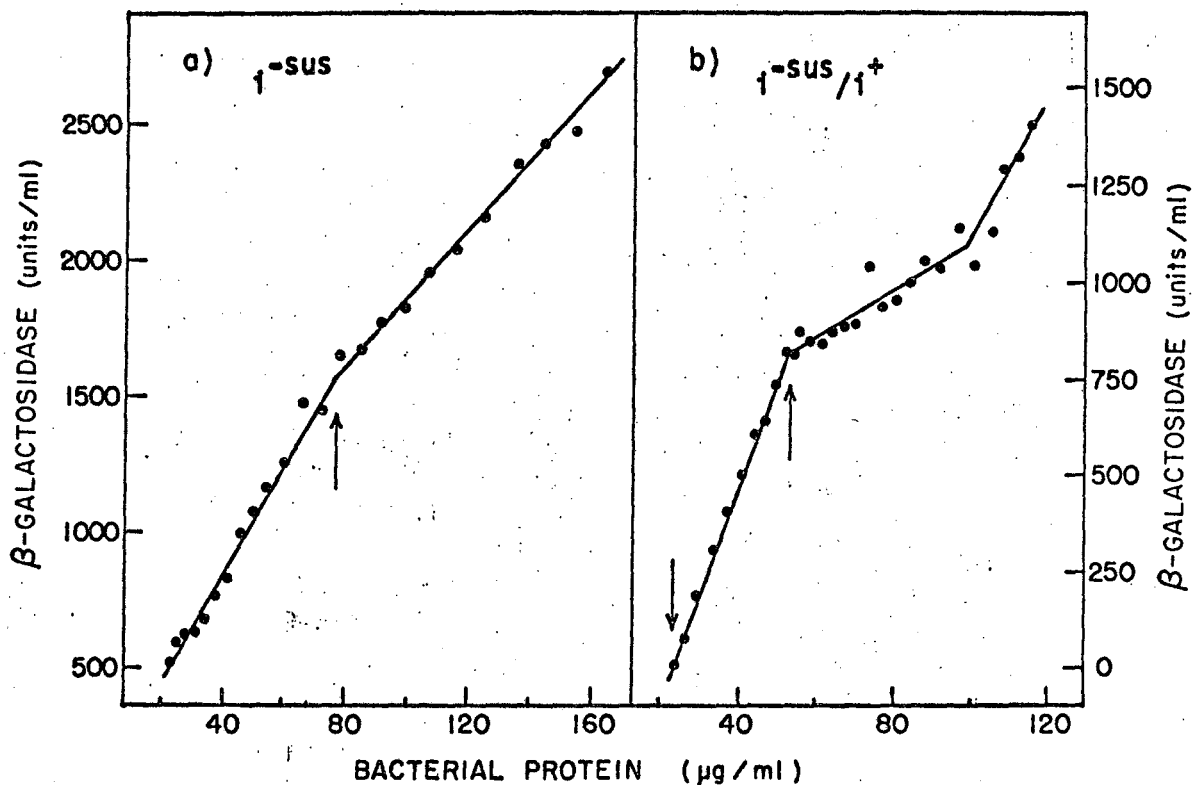 a) i-sus
b) i-sus/i+
β-GALACTOSIDASE (units/ml)
2500
2000
1500
1000
500
1500
1250
1000
750
500
250
0
β-GALACTOSIDASE (units/ml)
40 80 120 160
40 80 120
BACTERIAL PROTEIN (μg/ml)